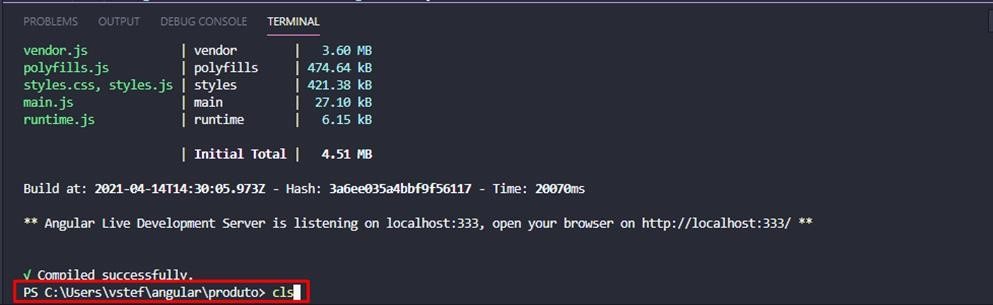 PROBLEMS OUTPUT DEBUG CONSOLE TERMINAL
vendor.js | vendor | 3.60 MB
polyfills.js | polyfills | 474.64 kB
styles.css, styles.js | styles | 421.38 kB
main.js | main | 27.10 kB
runtime.js | runtime | 6.15 kB
| Initial Total | 4.51 MB
Build at: 2021-04-14T14:30:05.973Z - Hash: 3a6ee035a4bbf9f56117 - Time: 20070ms
** Angular Live Development Server is listening on localhost:333, open your browser on http://localhost:333/ **
√ Compiled successfully.
PS C:\Users\vstef\angular\produto> cls